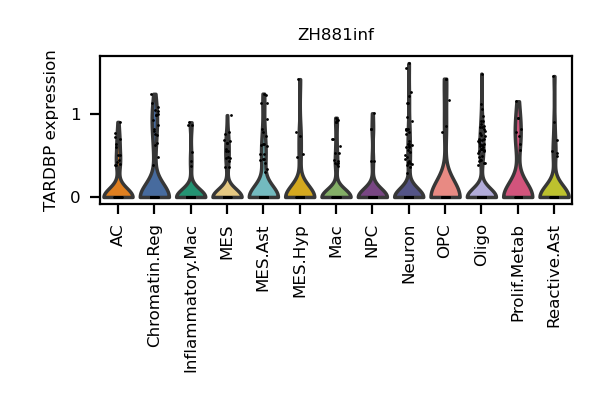 ZH881inf
TARDBP expression
1
0
AC
Chromatin.Reg
Inflammatory.Mac
MES
MES.Ast
MES.Hyp
Mac
NPC
Neuron
OPC
Oligo
Prolif.Metab
Reactive.Ast